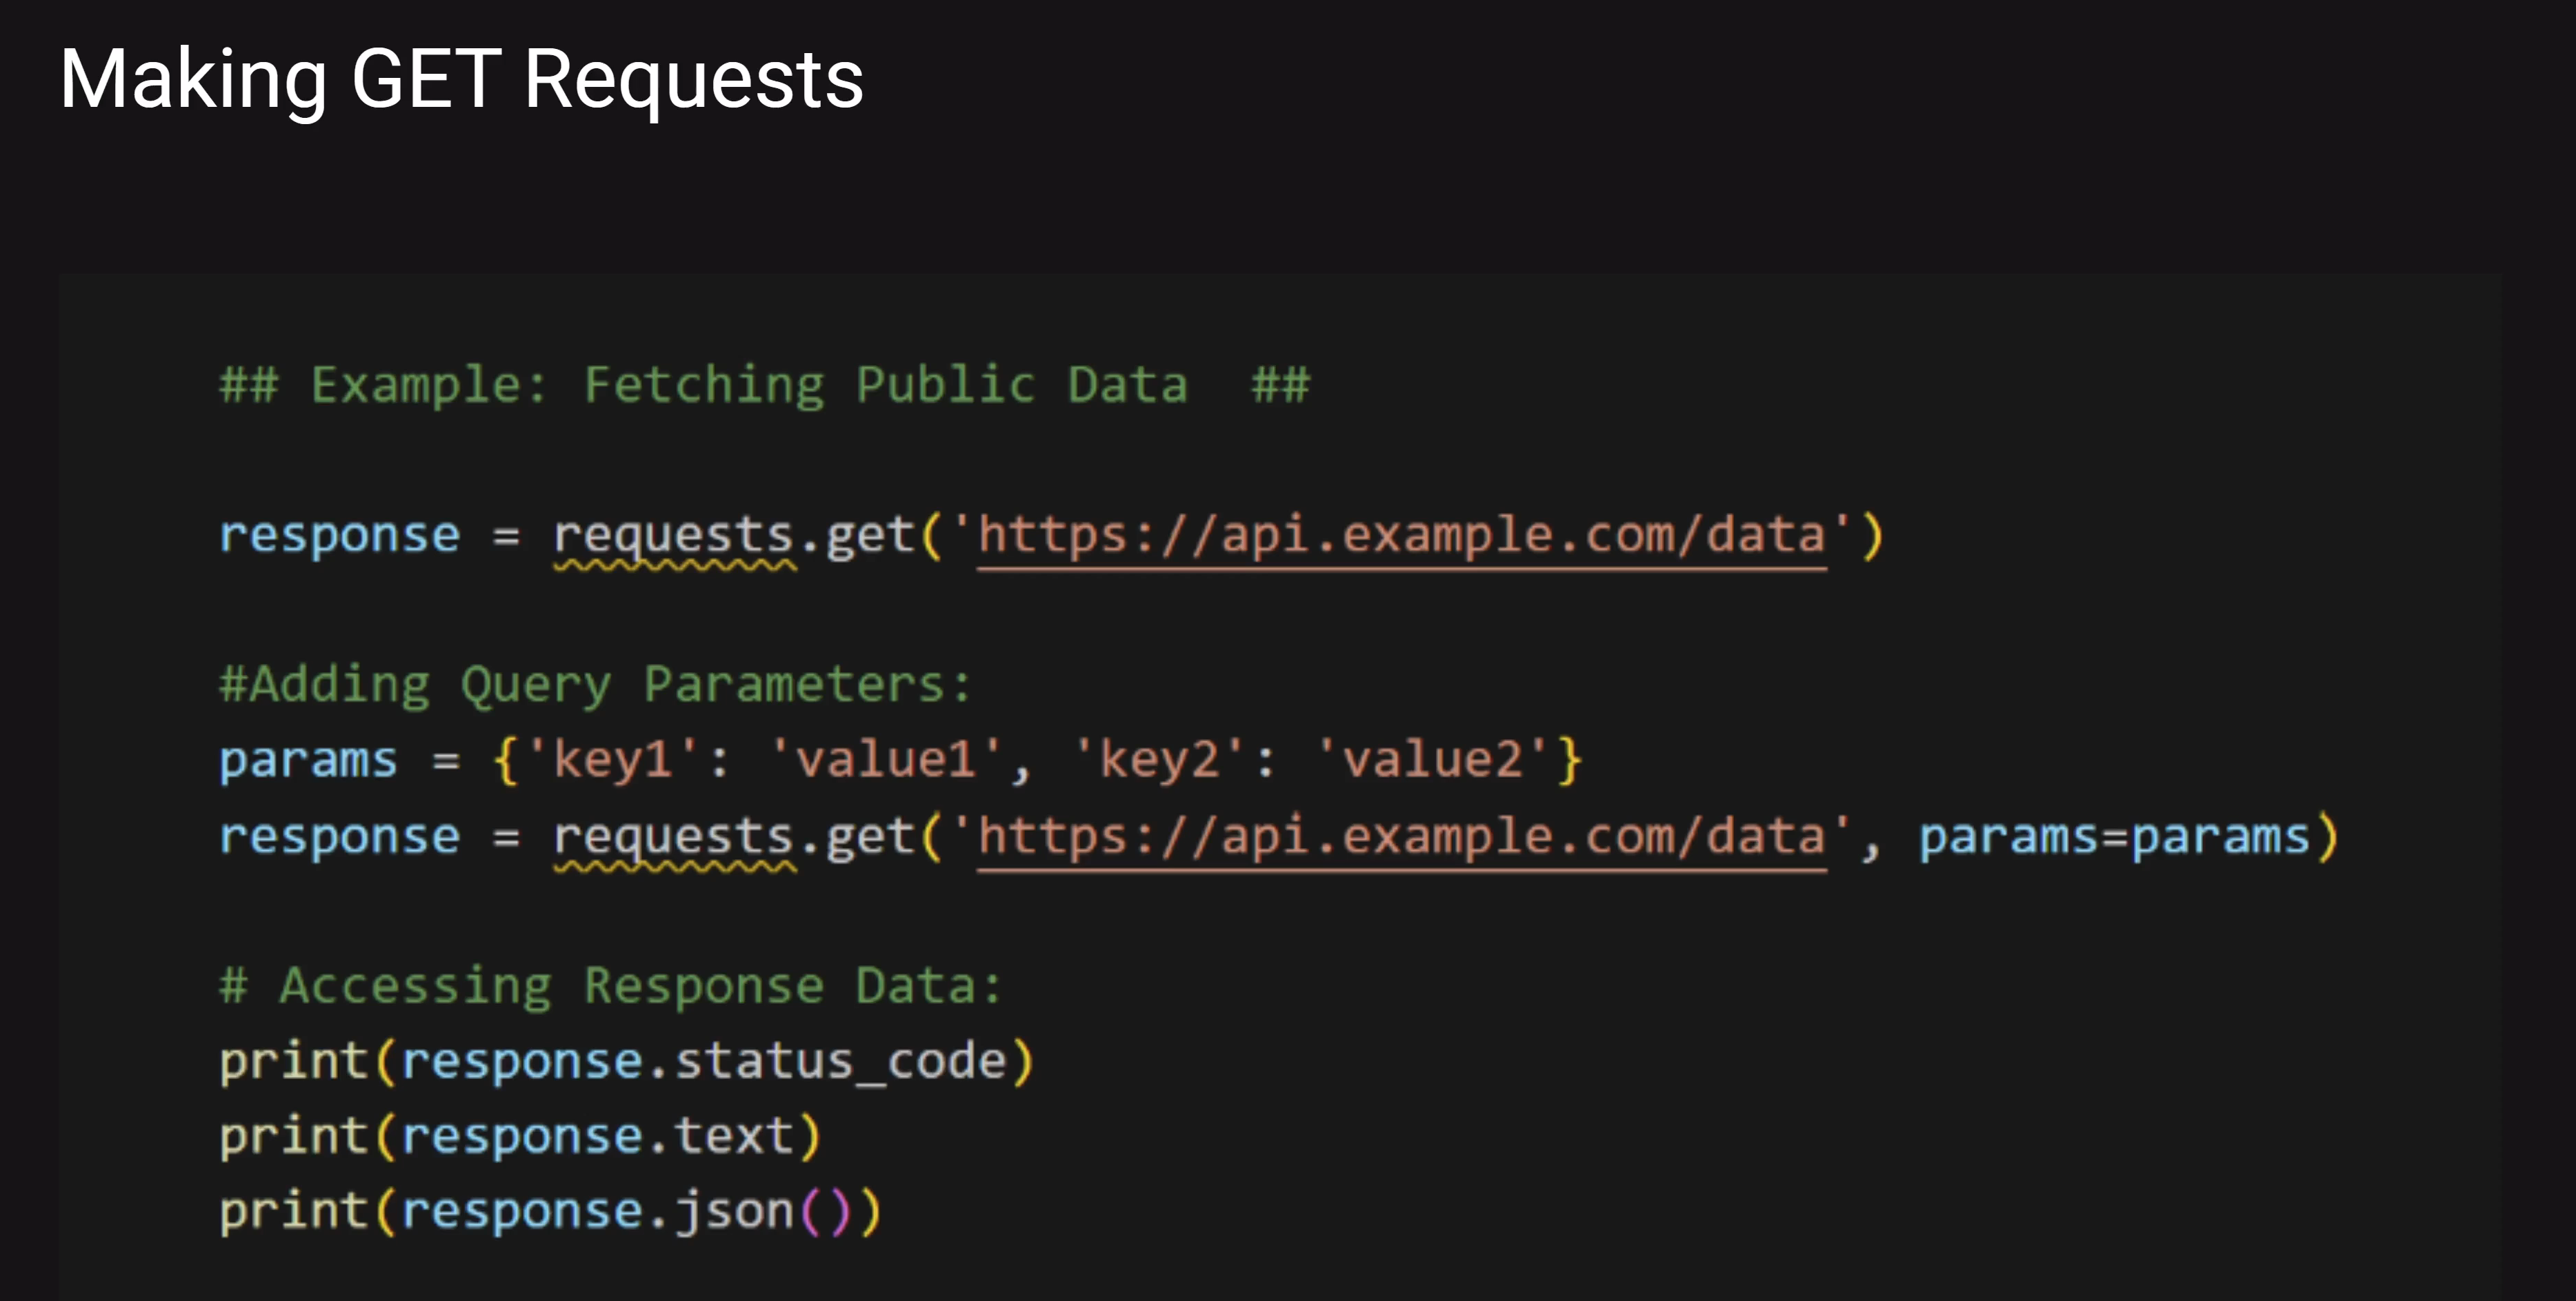 Making GET Requests
## Example: Fetching Public Data  ##
response = requests.get('https://api.example.com/data')
#Adding Query Parameters:
params = {'key1': 'value1', 'key2': 'value2'}
response = requests.get('https://api.example.com/data', params=params)
# Accessing Response Data:
print(response.status_code)
print(response.text)
print(response.json())